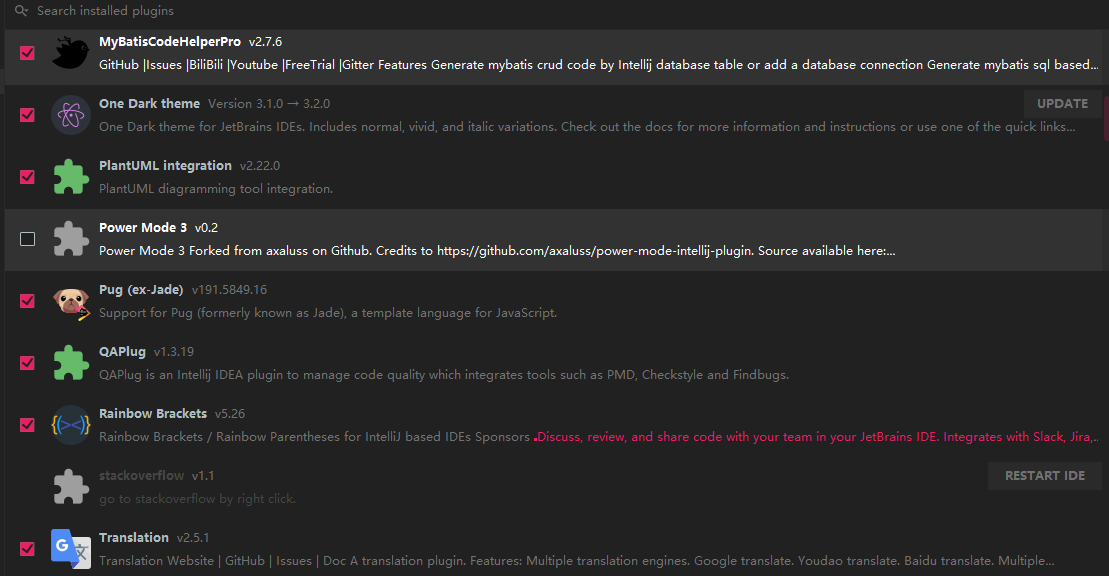 Search installed plugins
MyBatisCodeHelperPro v2.7.6
GitHub |Issues |BiliBili |Youtube |FreeTrial |Gitter Features Generate mybatis crud code by Intellij database table or add a database connection Generate mybatis sql based...
One Dark theme Version 3.1.0 → 3.2.0
UPDATE
One Dark theme for JetBrains IDEs. Includes normal, vivid, and italic variations. Check out the docs for more information and instructions or use one of the quick links...
PlantUML integration v2.22.0
PlantUML diagramming tool integration.
Power Mode 3 v0.2
Power Mode 3 Forked from axaluss on Github. Credits to https://github.com/axaluss/power-mode-intellij-plugin. Source available here:...
Pug (ex-Jade) v191.5849.16
Support for Pug (formerly known as Jade), a template language for JavaScript.
QAPlug v1.3.19
QAPlug is an Intellij IDEA plugin to manage code quality which integrates tools such as PMD, Checkstyle and Findbugs.
Rainbow Brackets v5.26
Rainbow Brackets / Rainbow Parentheses for IntelliJ based IDEs Sponsors Discuss, review, and share code with your team in your JetBrains IDE. Integrates with Slack, Jira,...
stackoverflow v1.1
RESTART IDE
go to stackoverflow by right click.
G 文
Translation v2.5.1
Translation Website | GitHub | Issues | Doc A translation plugin. Features: Multiple translation engines. Google translate. Youdao translate. Baidu translate. Multiple...